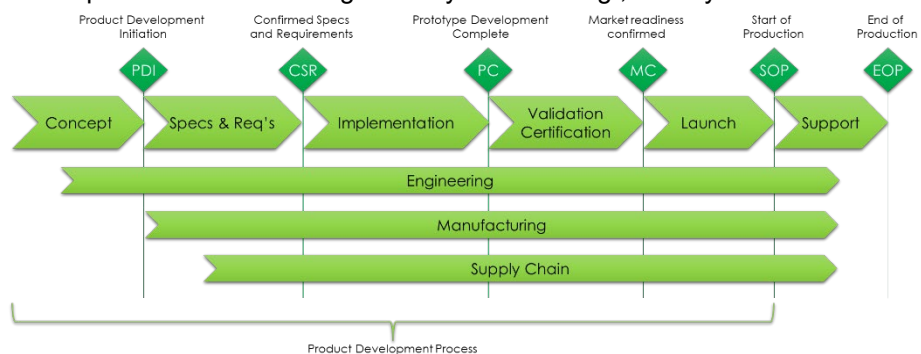 Product Development
Initiation
Confirmed Specs
and Requirements
Prototype Development
Complete
Market readiness
confirmed
Start of
Production
End of
Production
PDI
CSR
PC
MC
SOP
EOP
Concept
Specs & Req's
Implementation
Validation
Certification
Launch
Support
Engineering
Manufacturing
Supply Chain
Product Development Process